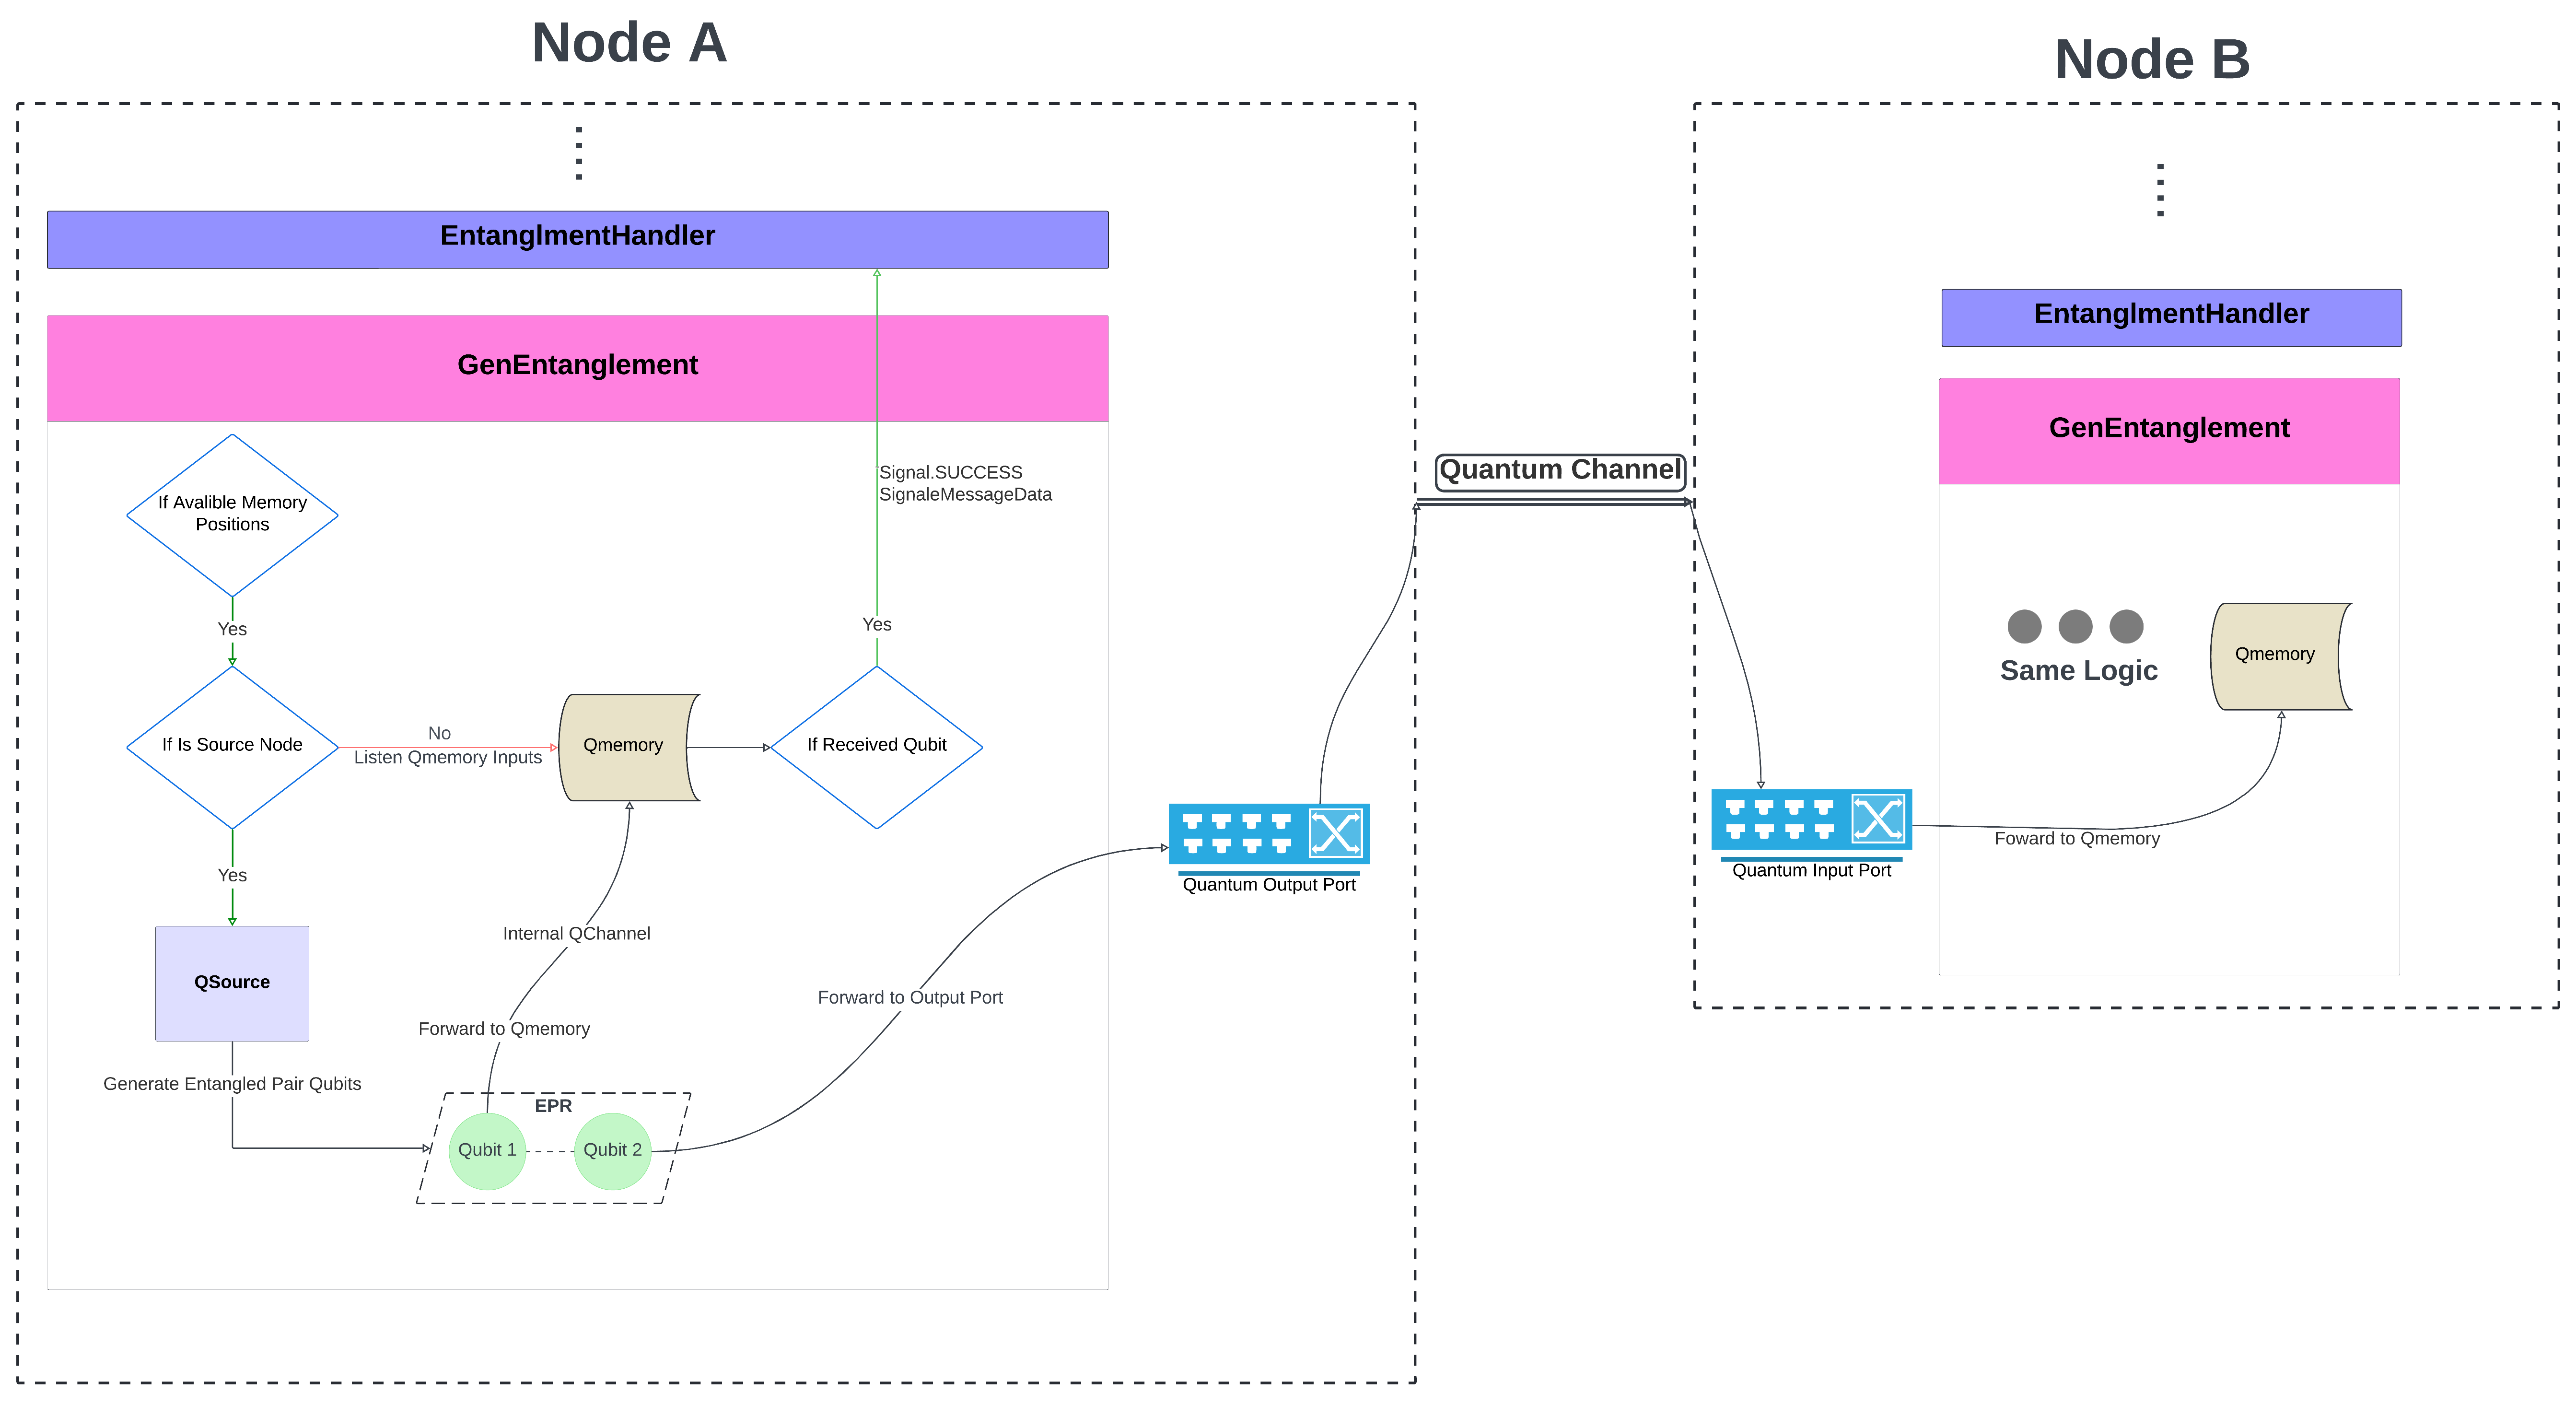 Node A
EntanglmentHandler
GenEntanglement
If Avalible Memory
Positions
Signal.SUCCESS
SignaleMessageData
Yes
Yes
If Is Source Node
No
Listen Qmemory Inputs
Qmemory
If Received Qubit
Yes
QSource
Internal QChannel
Forward to Qmemory
Forward to Output Port
Generate Entangled Pair Qubits
EPR
Qubit 1
Qubit 2
Quantum Output Port
Quantum Channel
Node B
EntanglmentHandler
GenEntanglement
Same Logic
Qmemory
Foward to Qmemory
Quantum Input Port